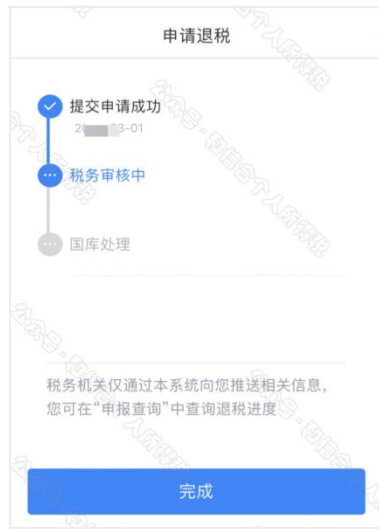 申请退税
提交申请成功
税务审核中
国库处理
税务机关仅通过本系统向您推送相关信息，
您可在“申报查询”中查询退税进度
完成